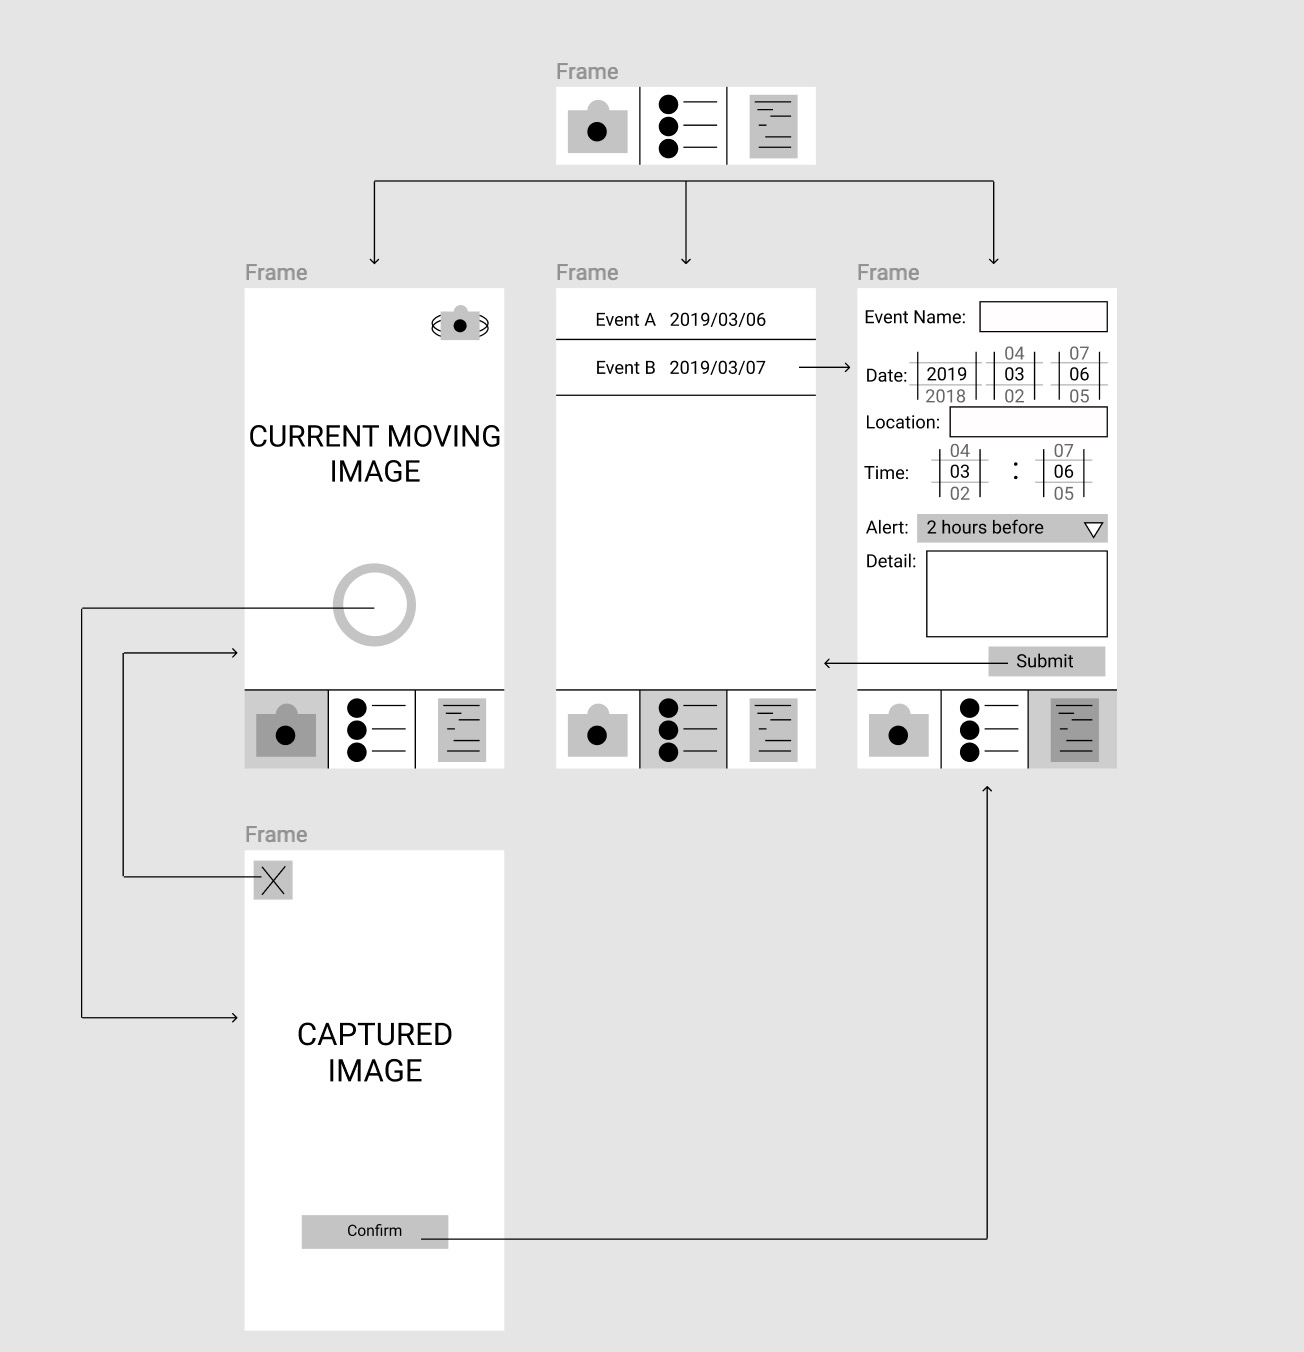 Frame
Frame
CURRENT MOVING
IMAGE
Frame
Event A 2019/03/06
Event B 2019/03/07
Frame
Event Name:
04 07
Date: 2019 03 06
2018 02 05
Location:
04 07
Time: 03 : 06
02 05
Alert: 2 hours before
Detail:
Submit
Frame
X
CAPTURED
IMAGE
Confirm